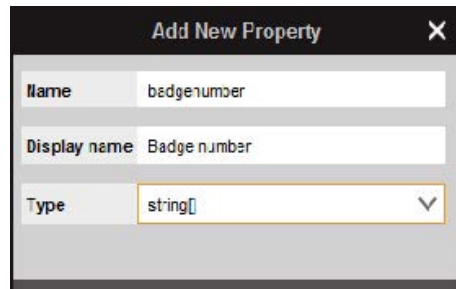 Add New Property
Name badgenumber
Display name Badge number
Type string[]